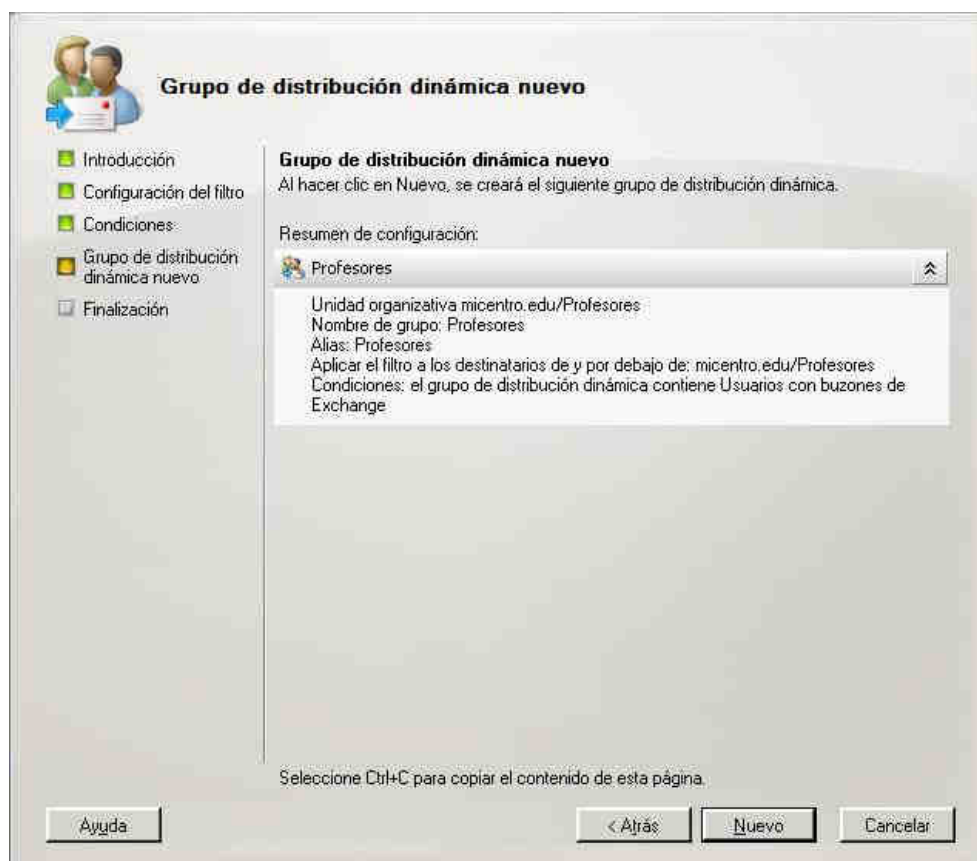 Grupo de distribución dinámica nuevo
Introducción
Configuración del filtro
Condiciones
Grupo de distribución
dinámica nuevo
Finalización
Grupo de distribución dinámica nuevo
Al hacer clic en Nuevo, se creará el siguiente grupo de distribución dinámica.
Resumen de configuración:
Profesores
Unidad organizativa micentro.edu/Profesores
Nombre de grupo: Profesores
Alias: Profesores
Aplicar el filtro a los destinatarios de y por debajo de: micentro.edu/Profesores
Condiciones: el grupo de distribución dinámica contiene Usuarios con buzones de
Exchange
Seleccione Ctrl+C para copiar el contenido de esta página.
Ayuda
< Atrás
Nuevo
Cancelar